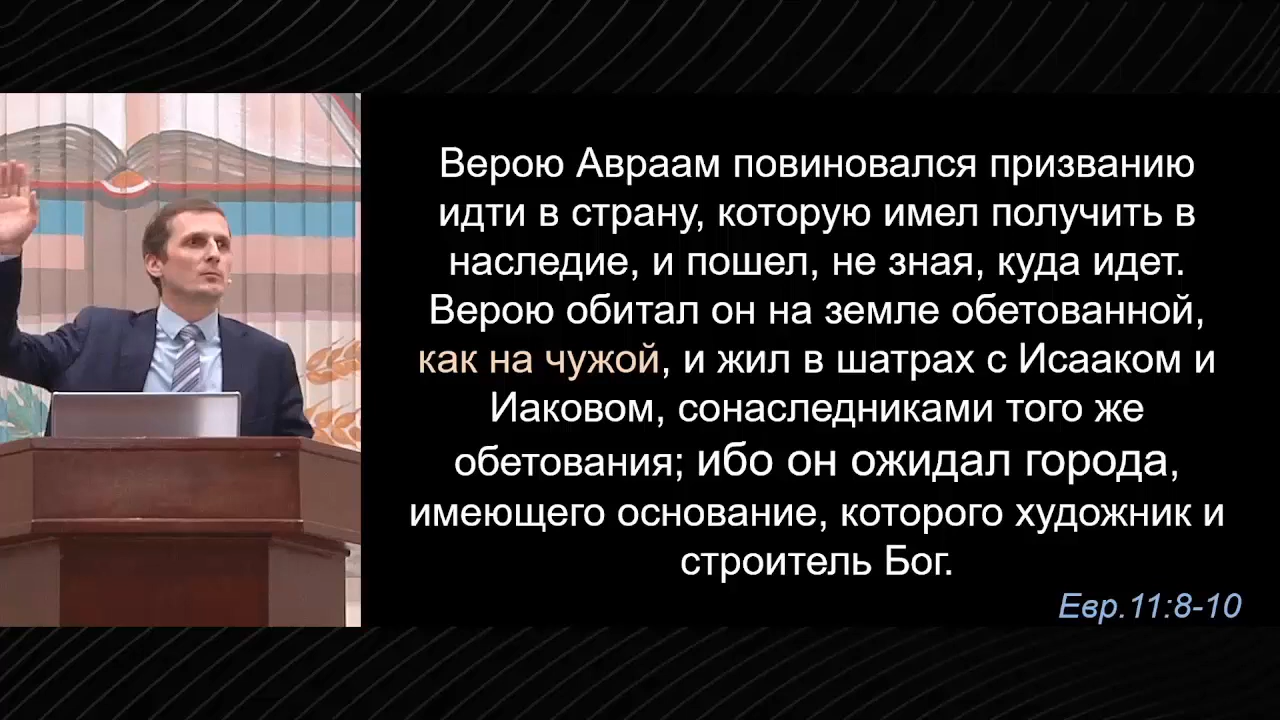 Верою Авраам повиновался призванию
идти в страну, которую имел получить в
наследие, и пошел, не зная, куда идет.
Верою обитал он на земле обетованной,
как на чужой, и жил в шатрах с Исааком и
Иаковом, сонаследниками того же
обетования; ибо он ожидал города,
имеющего основание, которого художник и
строитель Бог.
Евр.11:8-10